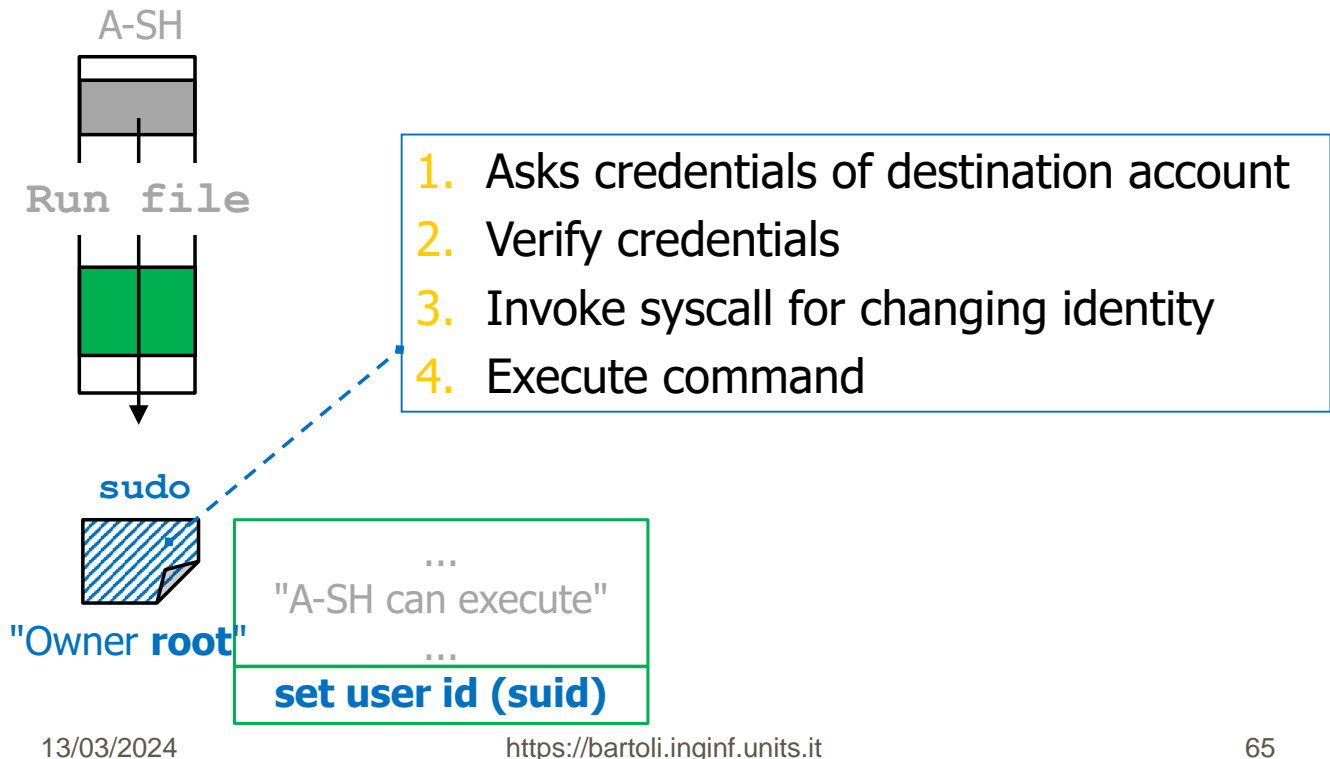 A-SH
Run file
1. Asks credentials of destination account
2. Verify credentials
3. Invoke syscall for changing identity
4. Execute command
sudo
"Owner root"
...
"A-SH can execute"
...
set user id (suid)
13/03/2024
https://bartoli.inginf.units.it
65